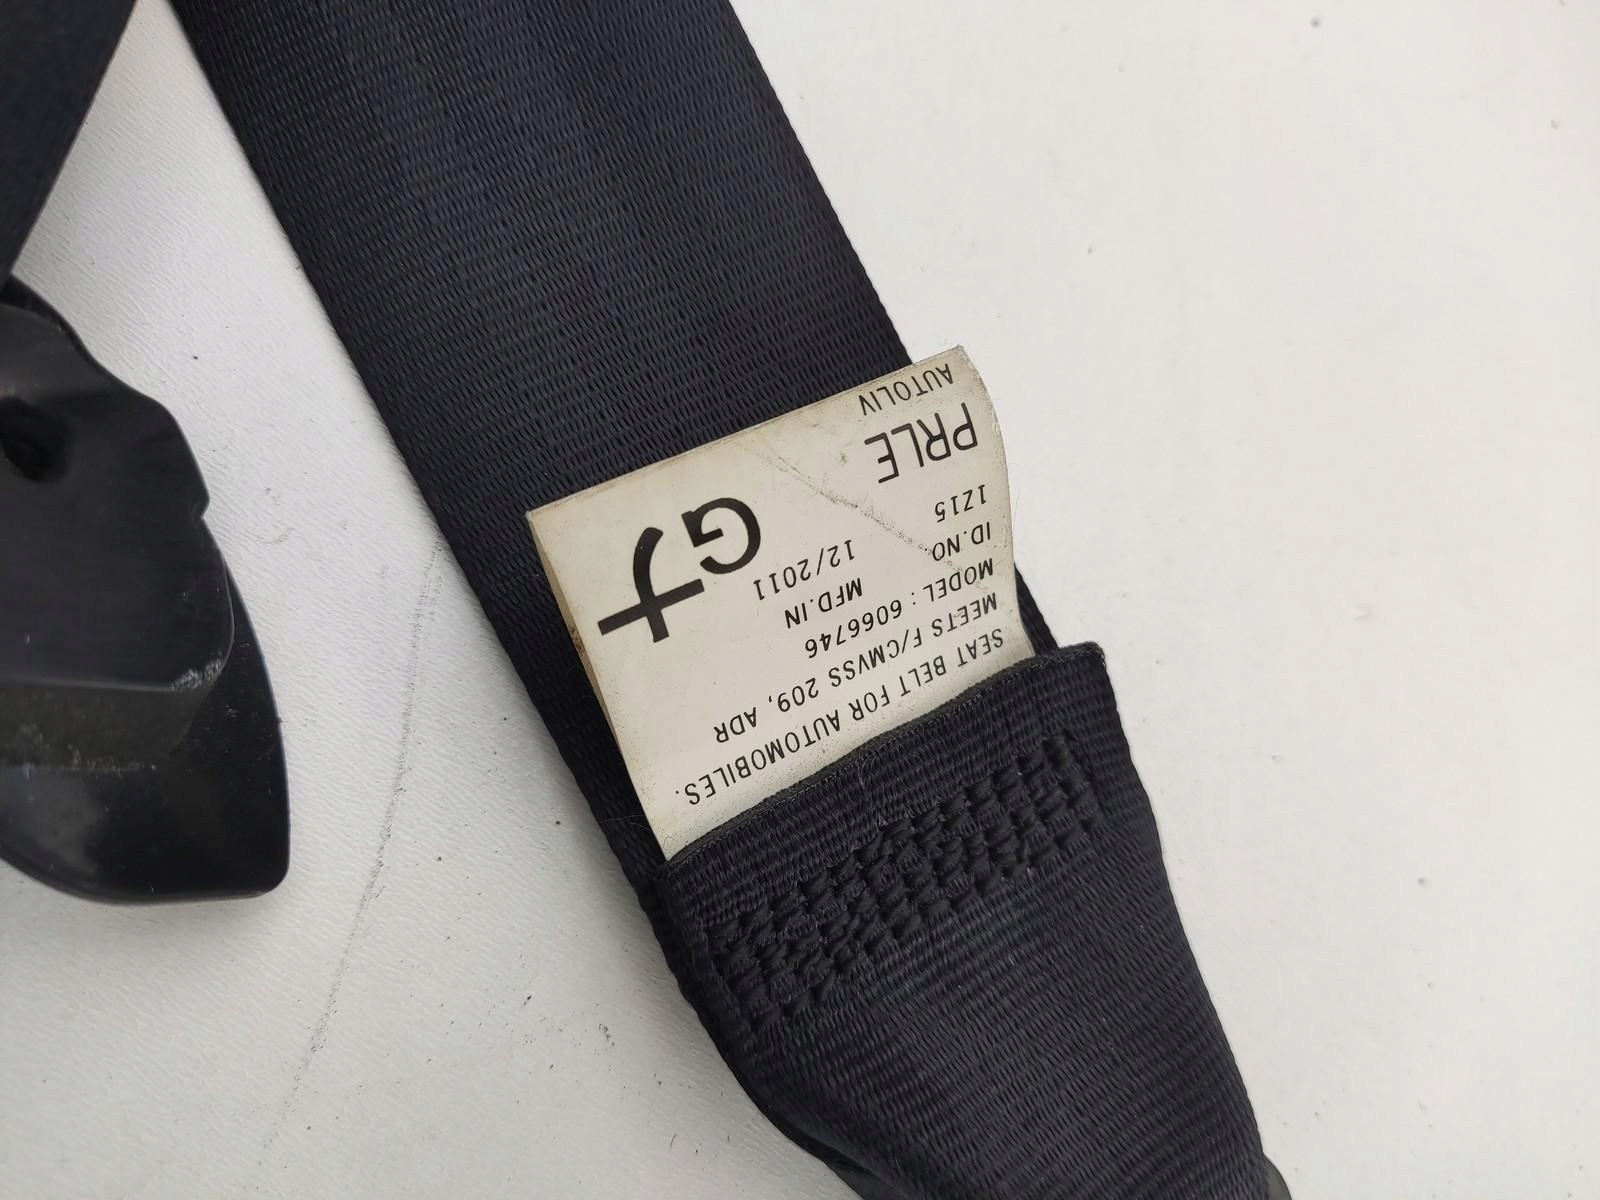 SEAT BELT FOR AUTOMOBILES.
MEETS F/CMVSS 209, ADR
MODEL : 6066746
ID.NO. MFD.IN
1Z15 12/2011
PRLE
AUTOLIV
G7